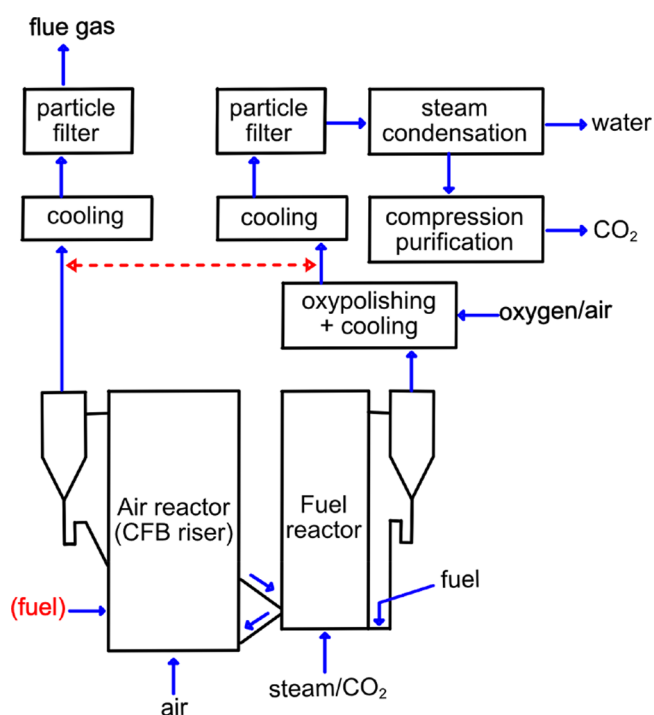 flue gas
particle
filter
particle
filter
steam
condensation
water
cooling
cooling
compression
purification
CO₂
oxypolishing
+ cooling
oxygen/air
Air reactor
(CFB riser)
Fuel
reactor
(fuel)
fuel
air
steam/CO₂